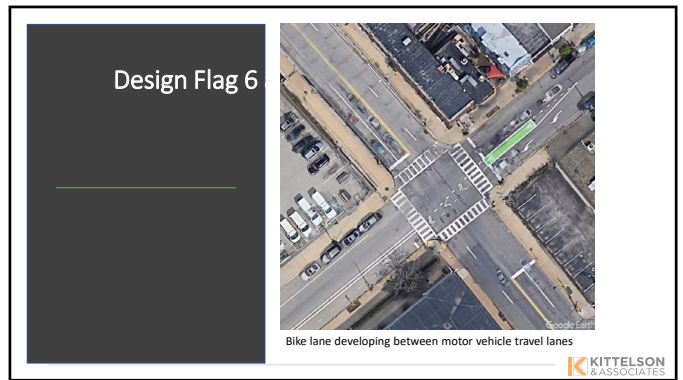 Design Flag 6
Google Earth
Bike lane developing between motor vehicle travel lanes
KITTELSON
& ASSOCIATES